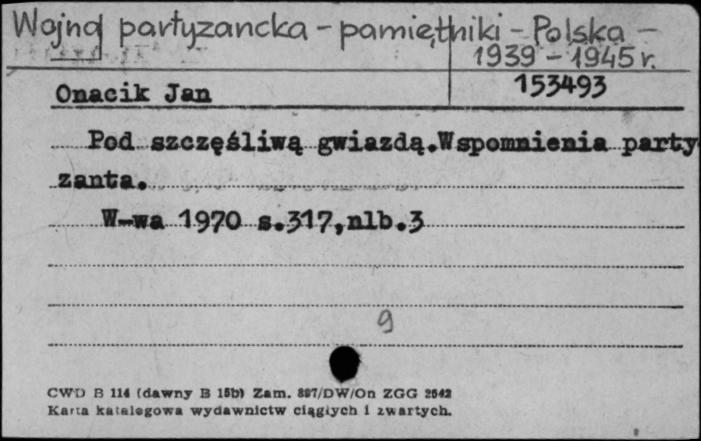 Wojna partyzancka - pamiętniki - Polska -
1939 - 1945 r.
153493
Onacik Jan
Pod szczęśliwą gwiazdą.Wspomnienia party
zanta.
W-wa 1970 s.317,nlb.3
9
CWD B 114 (dawny B 15b) Zam. 897/DW/On ZGG 2542
Karta katalogowa wydawnictw ciągłych i zwartych.